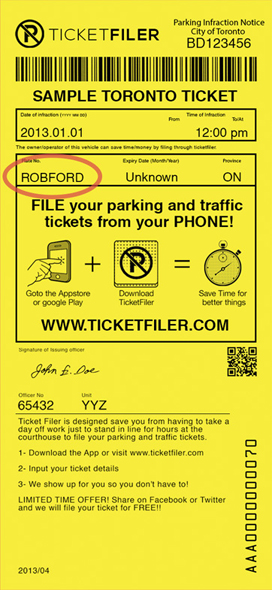 TICKETFILER
Parking Infraction Notice
City of Toronto
BD123456
SAMPLE TORONTO TICKET
Date of infraction (YYYY MM DD)
From
Time of Infraction
To/At
2013.01.01
12:00 pm
The owner/operator of this vehicle can save time/money by filing through ticketfiler.
Plate No.
Expiry Date (Month/Year)
Province
ROBFORD
Unknown
ON
FILE your parking and traffic
tickets from your PHONE!
+
=
Goto the Appstore
or google Play
Download
TicketFiler
Save Time for
better things
WWW.TICKETFILER.COM
Signature of Issuing officer
John E. Doe
Officer No
Unit
65432
YYZ
Ticket Filer is designed save you from having to take a
day off work just to stand in line for hours at the
courthouse to file your parking and traffic tickets.
1- Download the App or visit www.ticketfiler.com
2- Input your ticket details
3- We show up for you so you don't have to!
LIMITED TIME OFFER! Share on Facebook or Twitter
and we will file your ticket for FREE!!
2013/04
AAA0000000070